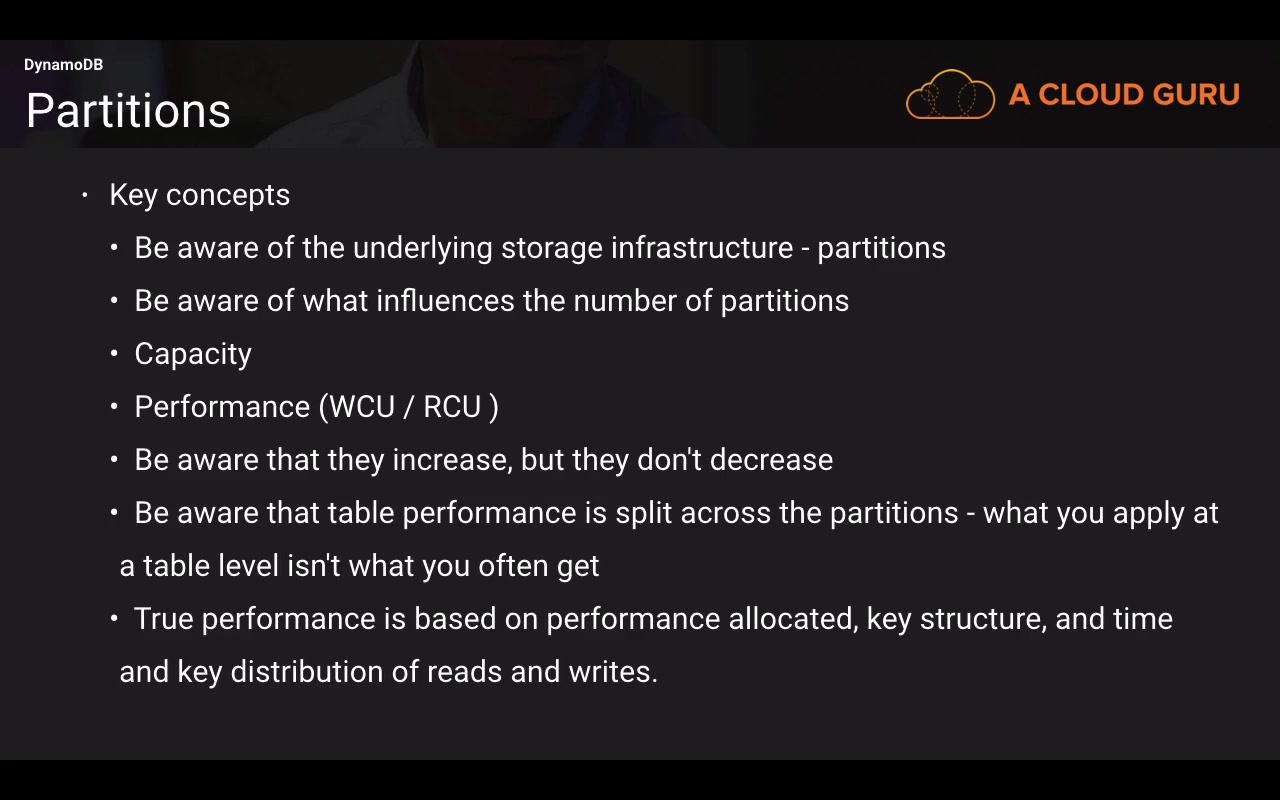 DynamoDB
Partitions
A CLOUD GURU
· Key concepts
• Be aware of the underlying storage infrastructure - partitions
• Be aware of what influences the number of partitions
• Capacity
• Performance (WCU / RCU )
• Be aware that they increase, but they don't decrease
• Be aware that table performance is split across the partitions - what you apply at
a table level isn't what you often get
• True performance is based on performance allocated, key structure, and time
and key distribution of reads and writes.